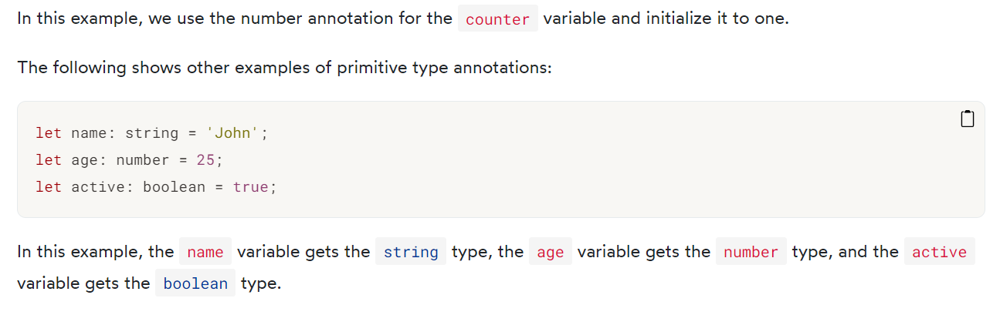 In this example, we use the number annotation for the counter variable and initialize it to one.
The following shows other examples of primitive type annotations:
let name: string = 'John';
let age: number = 25;
let active: boolean = true;
In this example, the name variable gets the string type, the age variable gets the number type, and the active
variable gets the boolean type.